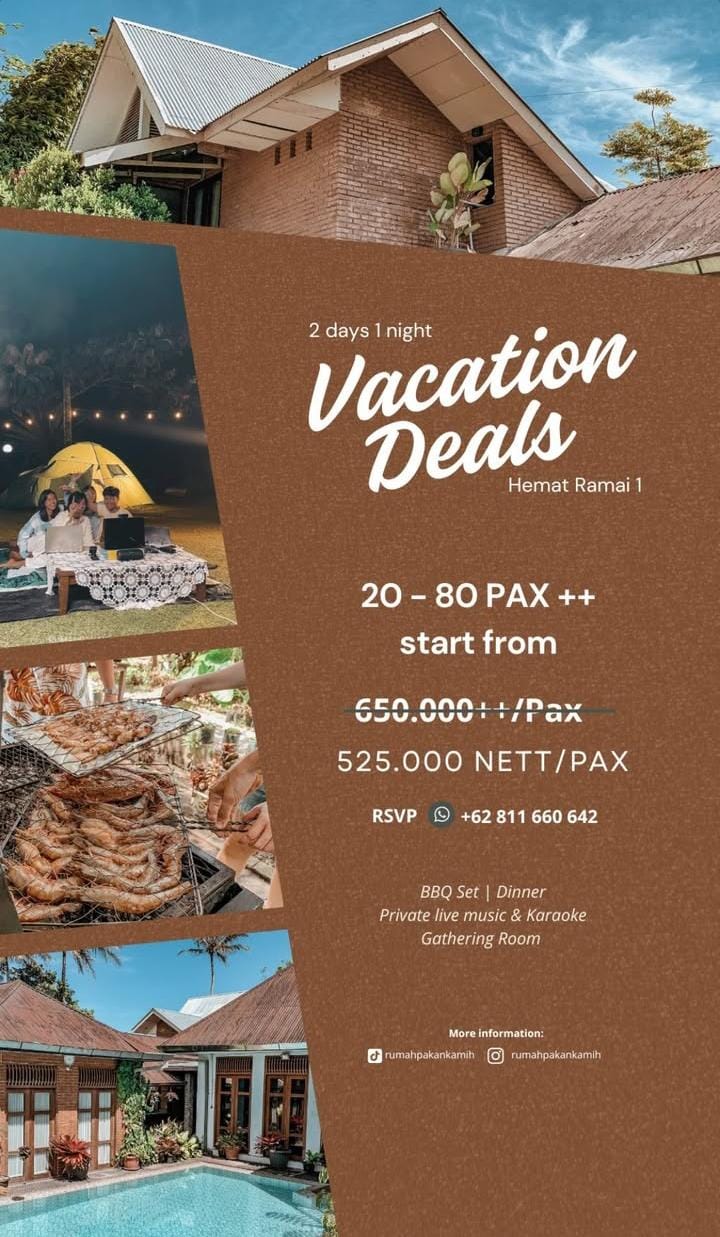 2 days 1 night
Vacation
Deals
Hemat Ramai 1
20 - 80 PAX ++
start from
650.000++/Pax
525.000 NETT/PAX
RSVP +62 811 660 642
BBQ Set | Dinner
Private live music & Karaoke
Gathering Room
More information:
rumahpakankamih rumahpakankamih